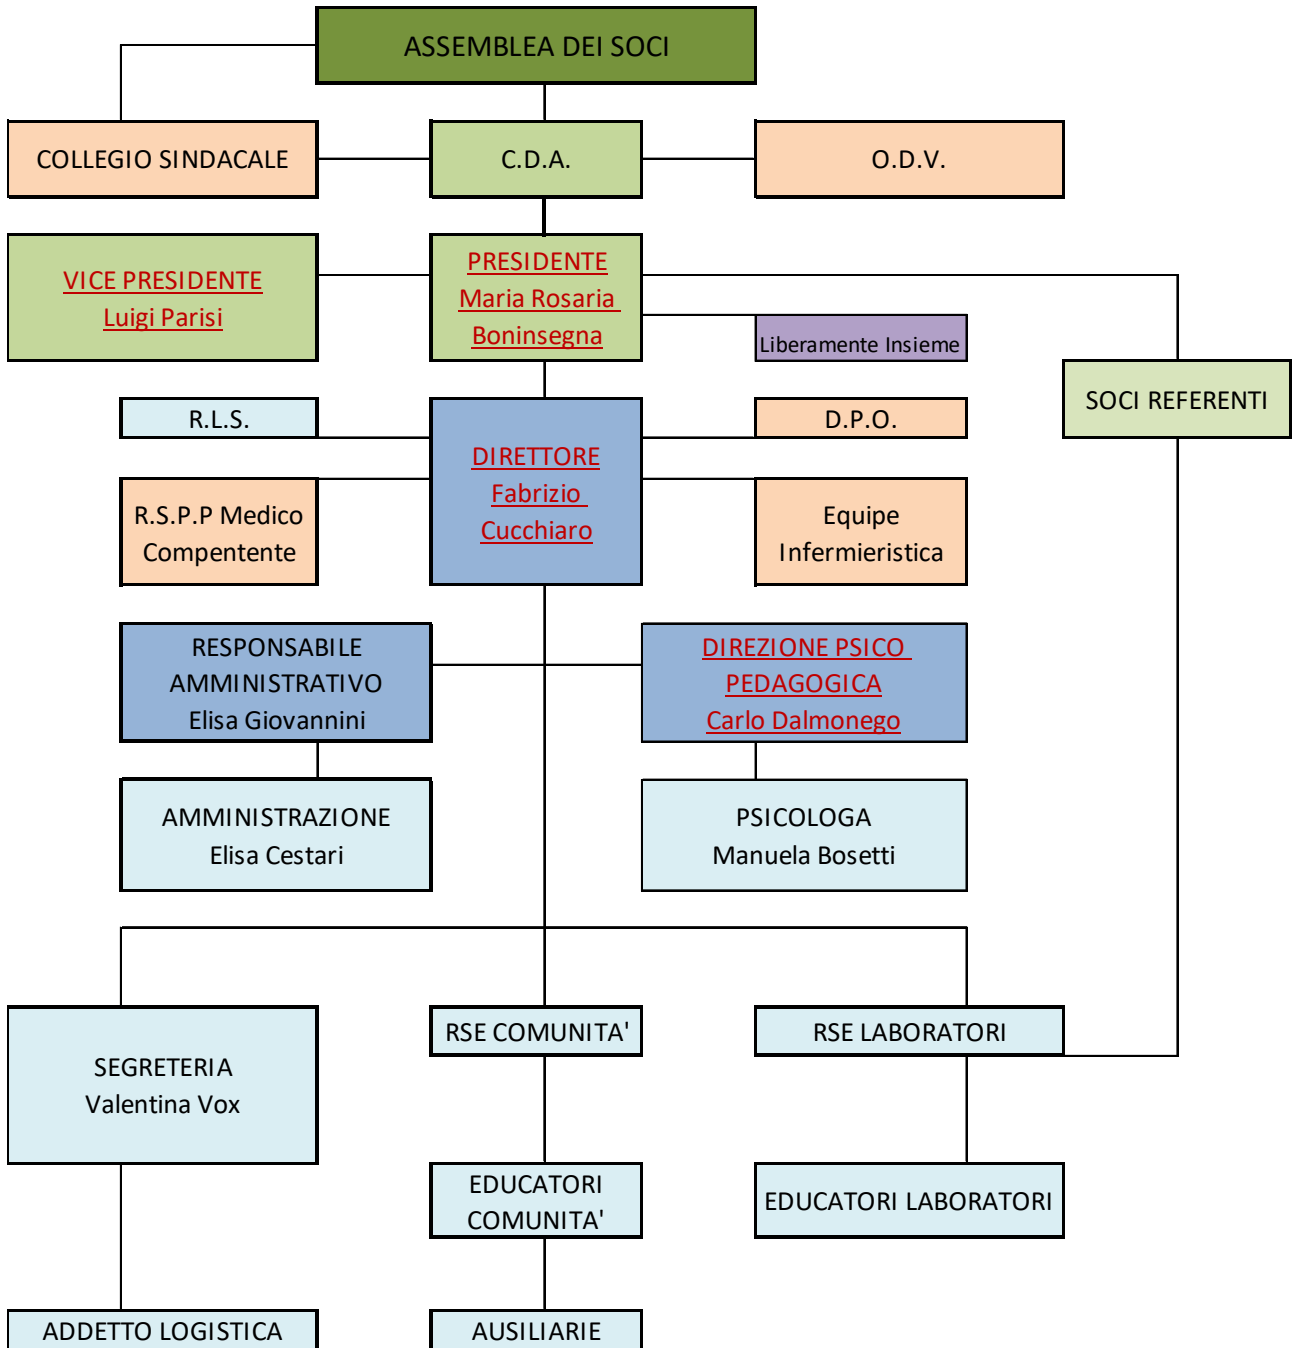 ASSEMBLEA DEI SOCI
COLLEGIO SINDACALE
C.D.A.
O.D.V.
VICE PRESIDENTE
Luigi Parisi
PRESIDENTE
Maria Rosaria
Boninsegna
Liberamente Insieme
SOCI REFERENTI
R.L.S.
D.P.O.
DIRETTORE
Fabrizio
Cucchiaro
R.S.P.P Medico
Compentente
Equipe
Infermieristica
RESPONSABILE
AMMINISTRATIVO
Elisa Giovannini
DIREZIONE PSICO
PEDAGOGICA
Carlo Dalmonego
AMMINISTRAZIONE
Elisa Cestari
PSICOLOGA
Manuela Bosetti
SEGRETERIA
Valentina Vox
RSE COMUNITA'
RSE LABORATORI
EDUCATORI
COMUNITA'
EDUCATORI LABORATORI
ADDETTO LOGISTICA
AUSILIARIE